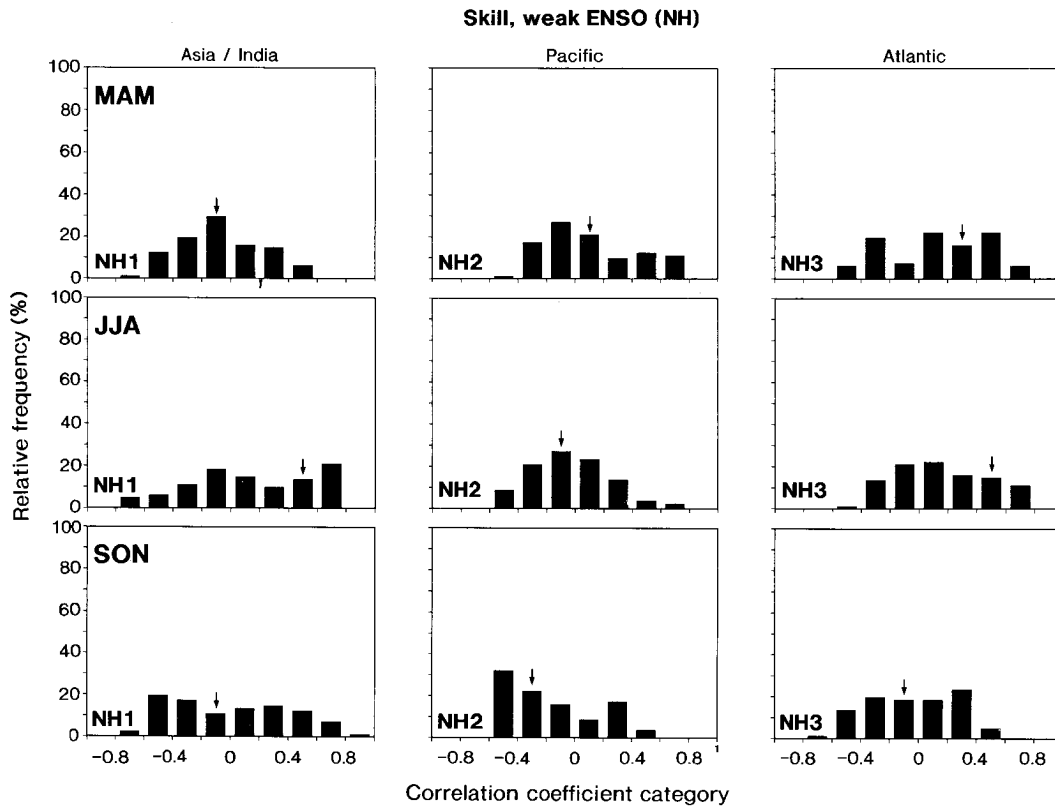 Skill, weak ENSO (NH)
Asia / India Pacific Atlantic
Relative frequency (%)
100
80
60
40
20
0
MAM
NH1 NH2 NH3
100
80
60
40
20
0
JJA
NH1 NH2 NH3
100
80
60
40
20
0
SON
NH1 NH2 NH3
−0.8 −0.4 0 0.4 0.8 −0.8 −0.4 0 0.4 0.8 −0.8 −0.4 0 0.4 0.8
Correlation coefficient category